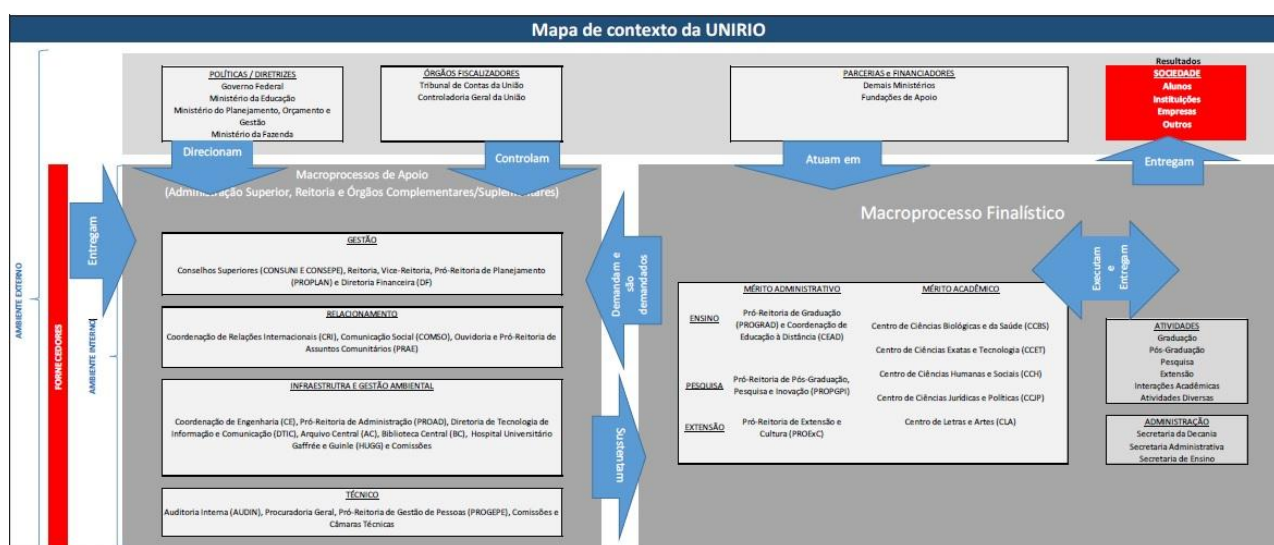 Mapa de contexto da UNIRIO
POLÍTICAS / DIRETRIZES
Governo Federal
Ministério da Educação
Ministério do Planejamento, Orçamento e
Gestão
Ministério da Fazenda
ÓRGÃOS FISCALIZADORES
Tribunal de Contas da União
Controladoria Geral da União
PARCERIAS e FINANCIADORES
Demais Ministérios
Fundações de Apoio
Resultados
SOCIEDADE
Alunos
Instituições
Empresas
Outros
Direcionam
Controlam
Atuam em
Entregam
AMBIENTE EXTERNO
FORNECEDORES
AMBIENTE INTERNO
Entregam
Macroprocessos de Apoio
(Administração Superior, Reitoria e Órgãos Complementares/Suplementares)
GESTÃO
Conselhos Superiores (CONSUNI E CONSEPE), Reitoria, Vice-Reitoria, Pró-Reitoria de Planejamento
(PROPLAN) e Diretoria Financeira (DF)
RELACIONAMENTO
Coordenação de Relações Internacionais (CRI), Comunicação Social (COMSO), Ouvidoria e Pró-Reitoria de
Assuntos Comunitários (PRAE)
INFRAESTRUTRA E GESTÃO AMBIENTAL
Coordenação de Engenharia (CE), Pró-Reitoria de Administração (PROAD), Diretoria de Tecnologia de
Informação e Comunicação (DTIC), Arquivo Central (AC), Biblioteca Central (BC), Hospital Universitário
Gaffrée e Guinle (HUGG) e Comissões
TÉCNICO
Auditoria Interna (AUDIN), Procuradoria Geral, Pró-Reitoria de Gestão de Pessoas (PROGEPE), Comissões e
Câmaras Técnicas
Demandam e
são
demandados
Sustentam
Macroprocesso Finalístico
Executam
e
Entregam
MÉRITO ADMINISTRATIVO
MÉRITO ACADÊMICO
ENSINO
Pró-Reitoria de Graduação
(PROGRAD) e Coordenação de
Educação à Distância (CEAD)
PESQUISA
Pró-Reitoria de Pós-Graduação,
Pesquisa e Inovação (PROPGPI)
EXTENSÃO
Pró-Reitoria de Extensão e
Cultura (PROExC)
Centro de Ciências Biológicas e da Saúde (CCBS)
Centro de Ciências Exatas e Tecnologia (CCET)
Centro de Ciências Humanas e Sociais (CCH)
Centro de Ciências Jurídicas e Políticas (CCJP)
Centro de Letras e Artes (CLA)
ATIVIDADES
Graduação
Pós-Graduação
Pesquisa
Extensão
Interações Acadêmicas
Atividades Diversas
ADMINISTRAÇÃO
Secretaria da Decania
Secretaria Administrativa
Secretaria de Ensino